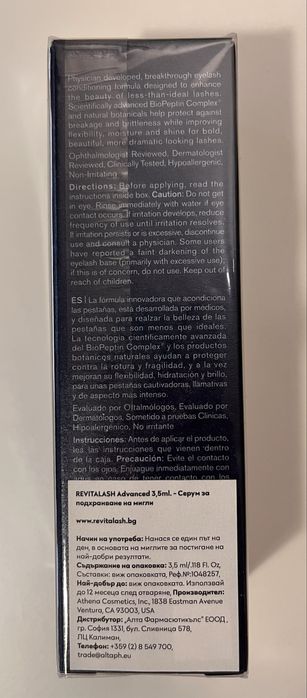 Physician developed, breakthrough eyelash
conditioning formula designed to enhance
the beauty of less-than-ideal lashes.
Scientifically advanced BioPeptin Complex™
and natural botanicals help protect against
breakage and brittleness while improving
flexibility, moisture and shine for bold,
beautiful, more dramatic looking lashes.
Ophthalmologist Reviewed, Dermatologist
Reviewed, Clinically Tested, Hypoallergenic,
Non-Irritating
Directions: Before applying, read the
instructions inside box. Caution: Do not get
in eye. Rinse immediately with water if eye
contact occurs. If irritation develops, reduce
frequency of use until irritation resolves.
If irritation persists or is excessive, discontinue
use and consult a physician. Some users
have reported a faint darkening of the
eyelash base (primarily with excessive use);
if this is of concern, do not use. Keep out of
reach of children.
ES | La fórmula innovadora que acondiciona
las pestañas, está desarrollada por médicos,
y diseñada para realzar la belleza de las
pestañas que son menos que ideales.
La tecnología científicamente avanzada
del BioPeptin Complex™ y los productos
botánicos naturales ayudan a proteger
contra la rotura y fragilidad, y a la vez
mejoran su flexibilidad, hidratación y brillo,
para unas pestañas cautivadoras, llamativas
y de aspecto más intenso.
Evaluado por Oftalmólogos, Evaluado por
Dermatólogos, Sometido a pruebas Clínicas,
Hipoalergénico, No irritante
Instrucciones: Antes de aplicar el producto,
lea las instrucciones que vienen dentro
de la caja. Precaución: Evite el contacto
con los ojos. Enjuague inmediatamente con
agua en caso de tener contacto con los
REVITALASH Advanced 3,5ml. - Серум за
подхранване на мигли
www.revitalash.bg
Начин на употреба: Нанася се един път на
ден, в основата на миглите за постигане на
най-добри резултати.
Съдържание на опаковка: 3,5 ml/.118 Fl. Oz,
Съставки: виж опаковката, Реф.№:1048257,
Най-добър до: виж опаковката. Използвай
до 12 месеца след отваряне, Производител:
Athena Cosmetics, Inc., 1838 Eastman Avenue
Ventura, CA 93003, USA
Дистрибутор: „Алта Фармасютикълс" ЕООД,
гр. София 1331, бул. Сливница 578,
ЛЦ Калиман,
Телефон: +359 (2) 8 549 700,
trade@altaph.eu